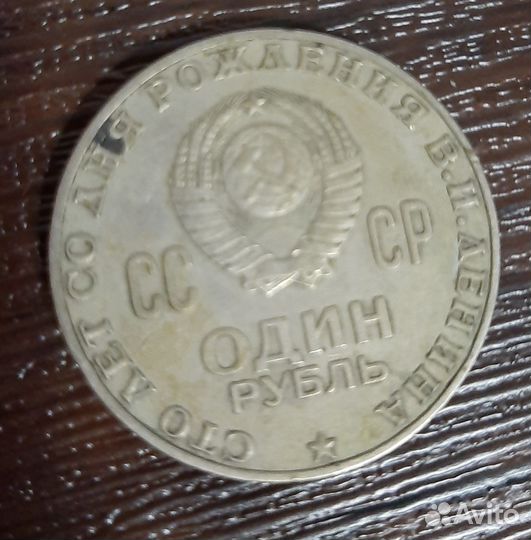 СТО ЛЕТ СО ДНЯ РОЖДЕНИЯ В.И.ЛЕНИНА
СС СР
ОДИН
РУБЛЬ
Avito